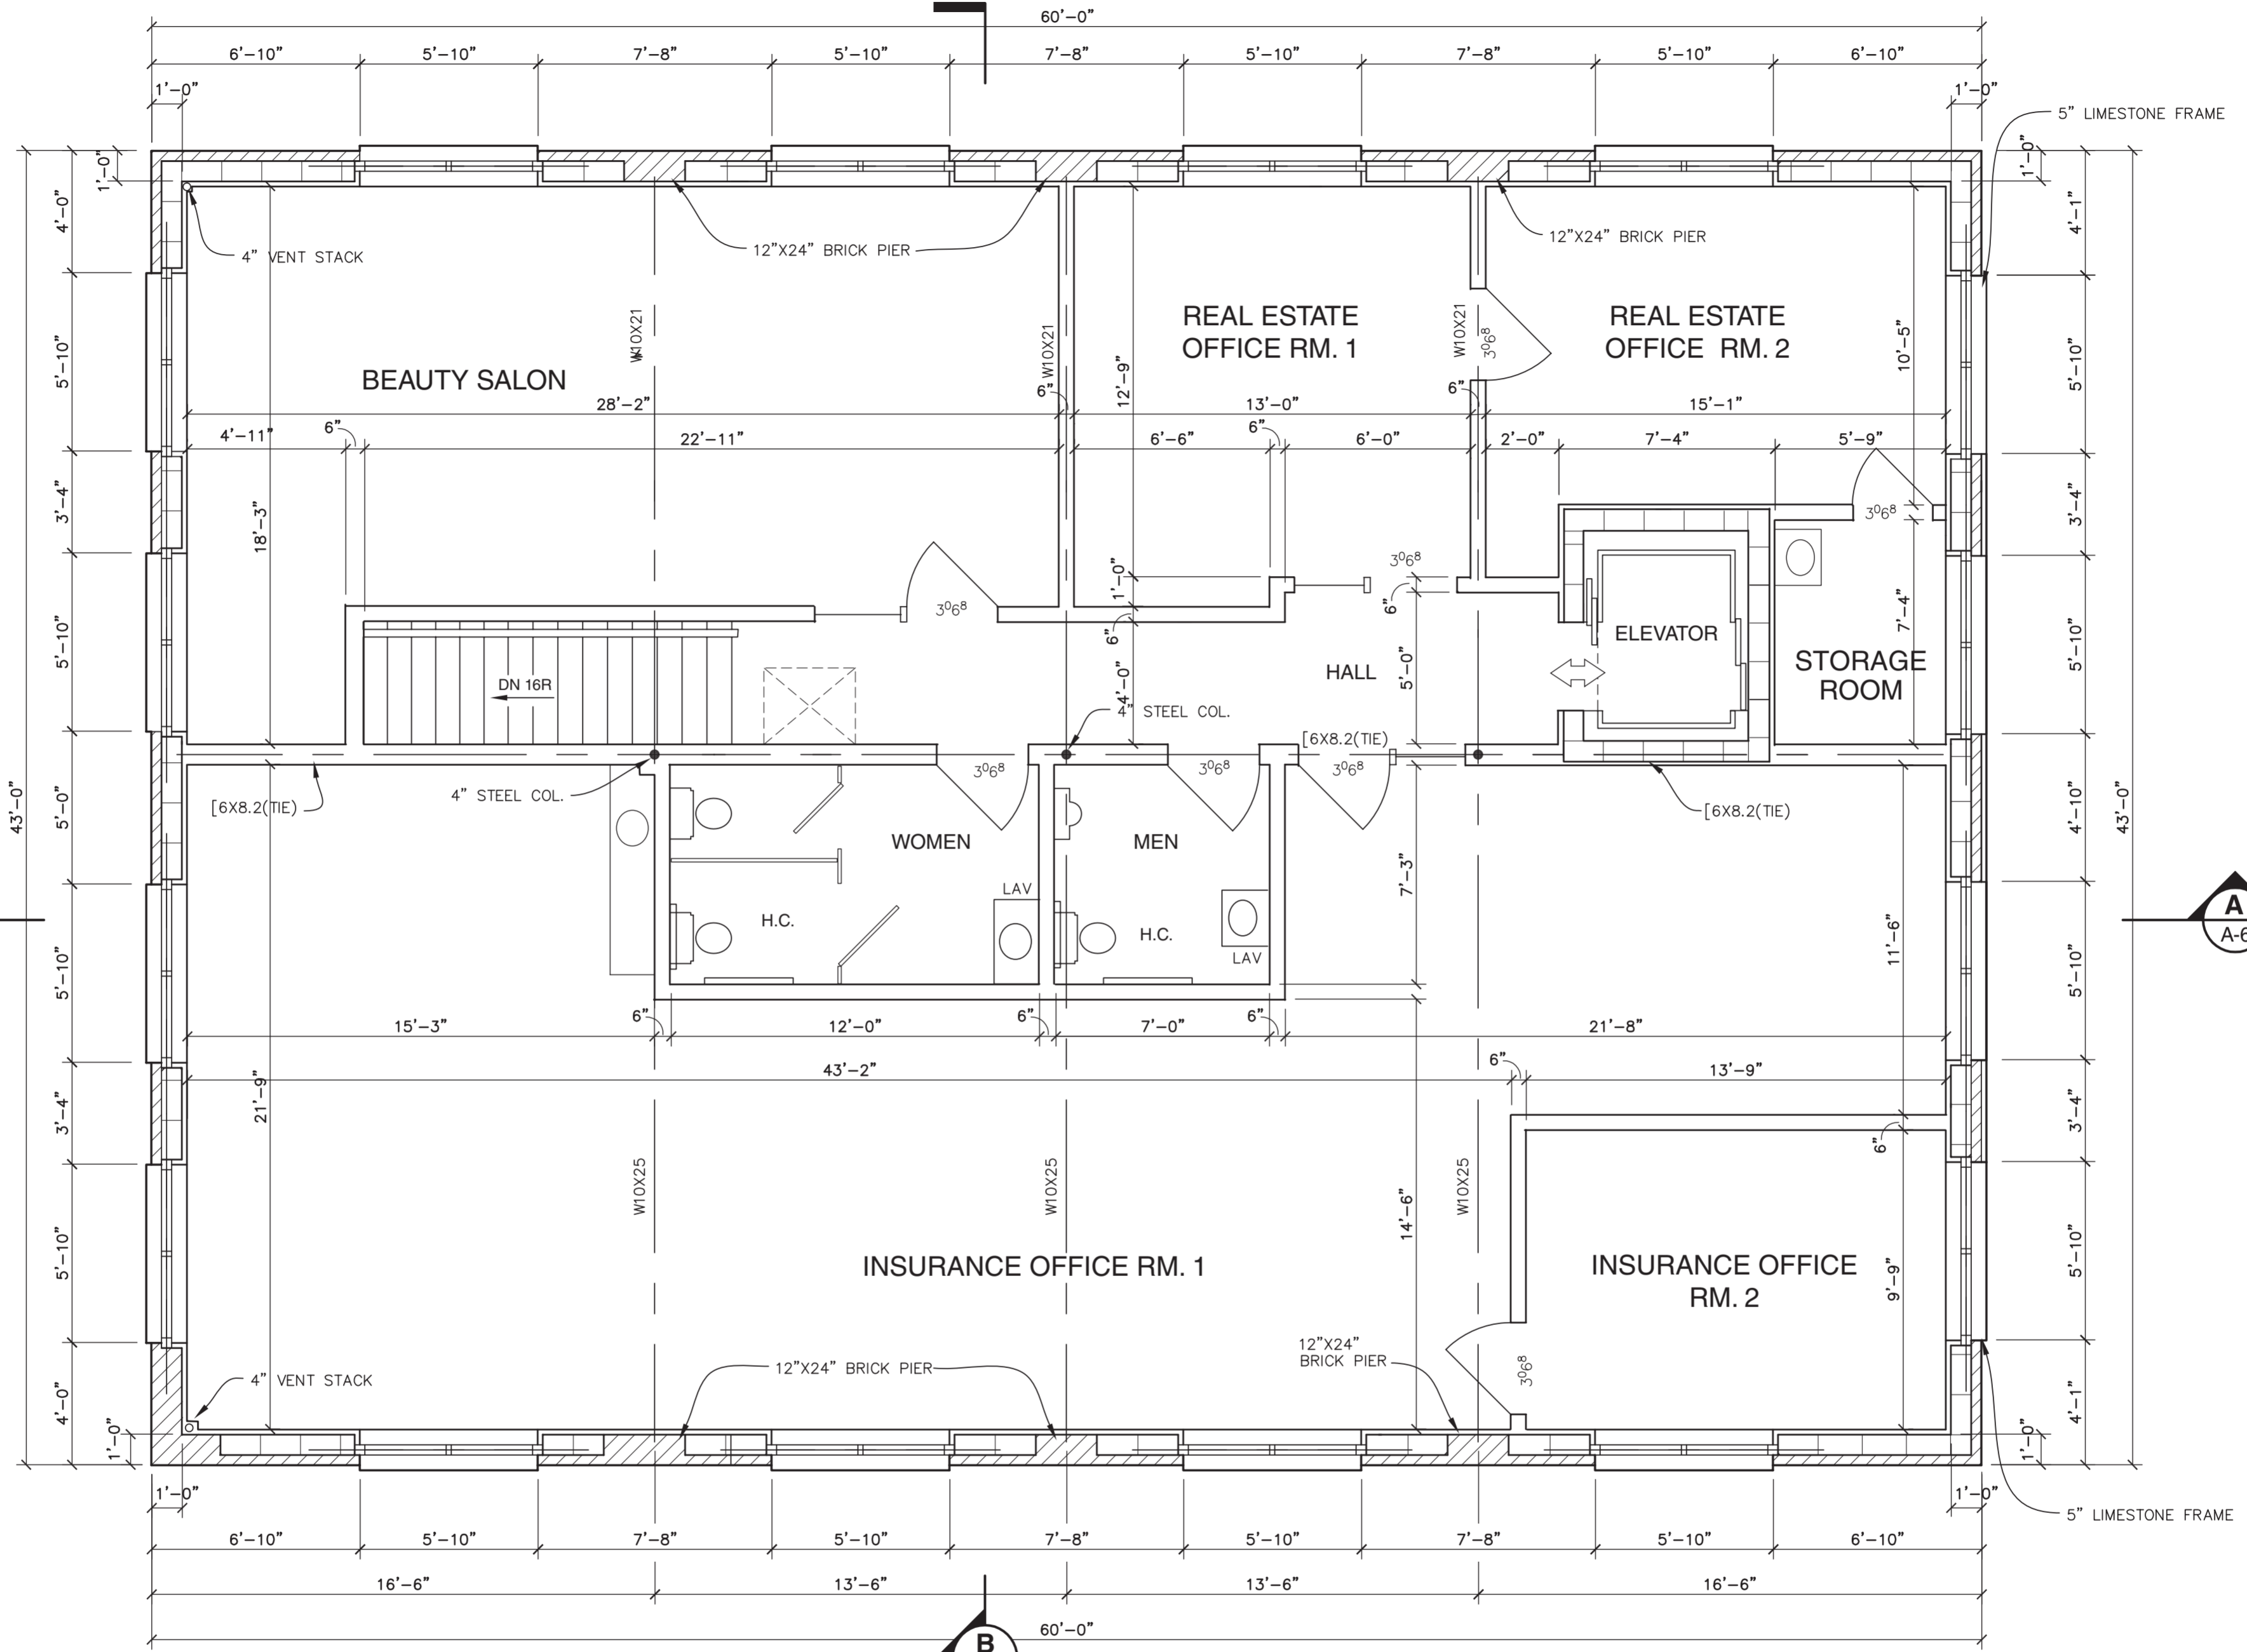 60'-0"
6'-10" 5'-10" 7'-8" 5'-10" 7'-8" 5'-10" 7'-8" 5'-10" 6'-10"
1'-0" 1'-0"
5" LIMESTONE FRAME
1'-0" 1'-0"
4'-0" 4'-1"
4" VENT STACK
12"X24" BRICK PIER
12"X24" BRICK PIER
W10X21 W10X21 W10X21
REAL ESTATE
OFFICE RM. 1
3⁰6⁸
REAL ESTATE
OFFICE RM. 2
5'-10" 10'-5" 5'-10"
BEAUTY SALON
12'-9"
28'-2" 6" 13'-0" 6" 15'-1"
4'-11" 6" 22'-11" 6'-6" 6" 6'-0" 2'-0" 7'-4" 5'-9"
3'-4" 18'-3" 3⁰6⁸ 3'-4"
3⁰6⁸
1'-0"
3⁰6⁸ 6"
6"
5'-10" 7'-4" 5'-10"
ELEVATOR
HALL
5'-0"
4'-0"
STORAGE
ROOM
DN 16R
4" STEEL COL.
[6X8.2(TIE)
3⁰6⁸ 3⁰6⁸ 3⁰6⁸
4" STEEL COL.
[6X8.2(TIE) [6X8.2(TIE)
43'-0" 5'-0" 4'-10" 43'-0"
WOMEN MEN
7'-3"
LAV
H.C. H.C.
LAV
A
A-6
5'-10" 11'-6" 5'-10"
15'-3" 6" 12'-0" 6" 7'-0" 6" 21'-8"
43'-2" 6" 13'-9"
3'-4" 21'-9" 3'-4"
6"
W10X25 W10X25 W10X25
14'-6"
5'-10" 9'-9" 5'-10"
INSURANCE OFFICE RM. 1
INSURANCE OFFICE
RM. 2
12"X24"
BRICK PIER
12"X24" BRICK PIER
3⁰6⁸
4" VENT STACK
4'-0" 4'-1"
1'-0" 1'-0"
1'-0" 1'-0"
5" LIMESTONE FRAME
6'-10" 5'-10" 7'-8" 5'-10" 7'-8" 5'-10" 7'-8" 5'-10" 6'-10"
16'-6" 13'-6" 13'-6" 16'-6"
60'-0"
B